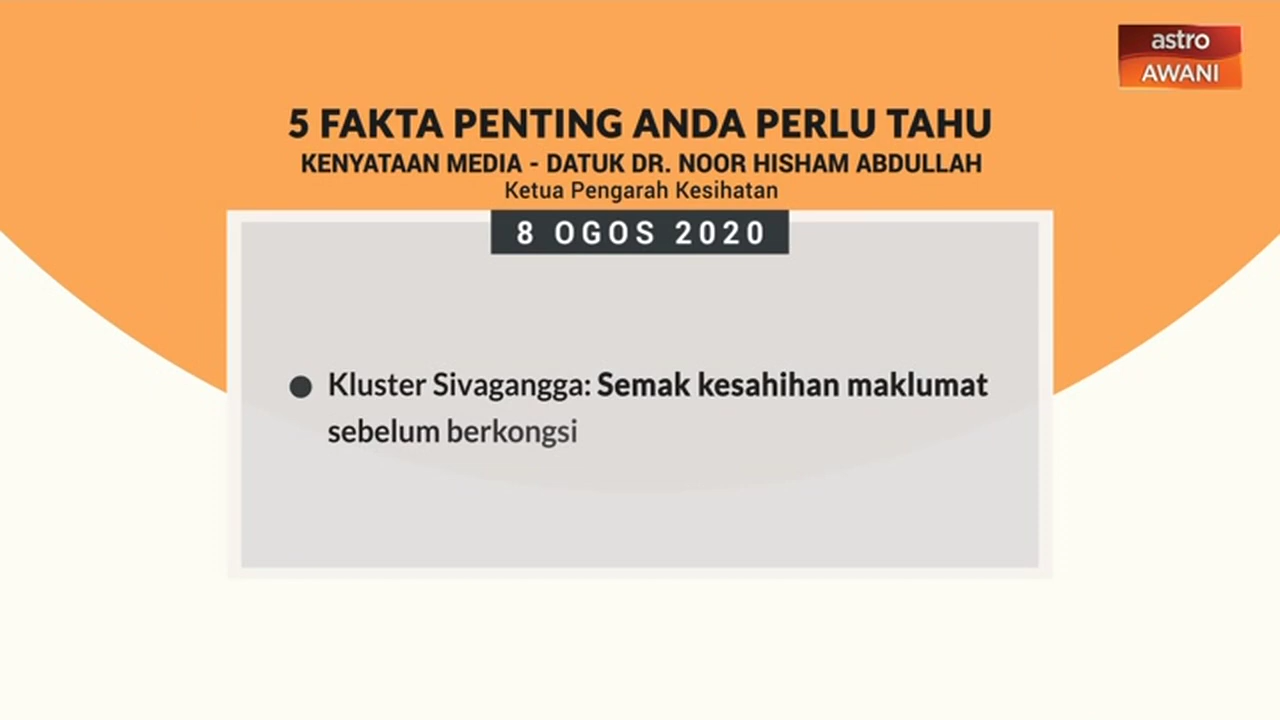 astro
AWANI
5 FAKTA PENTING ANDA PERLU TAHU
KENYATAAN MEDIA - DATUK DR. NOOR HISHAM ABDULLAH
Ketua Pengarah Kesihatan
8 OGOS 2020
● Kluster Sivagangga: Semak kesahihan maklumat
sebelum berkongsi